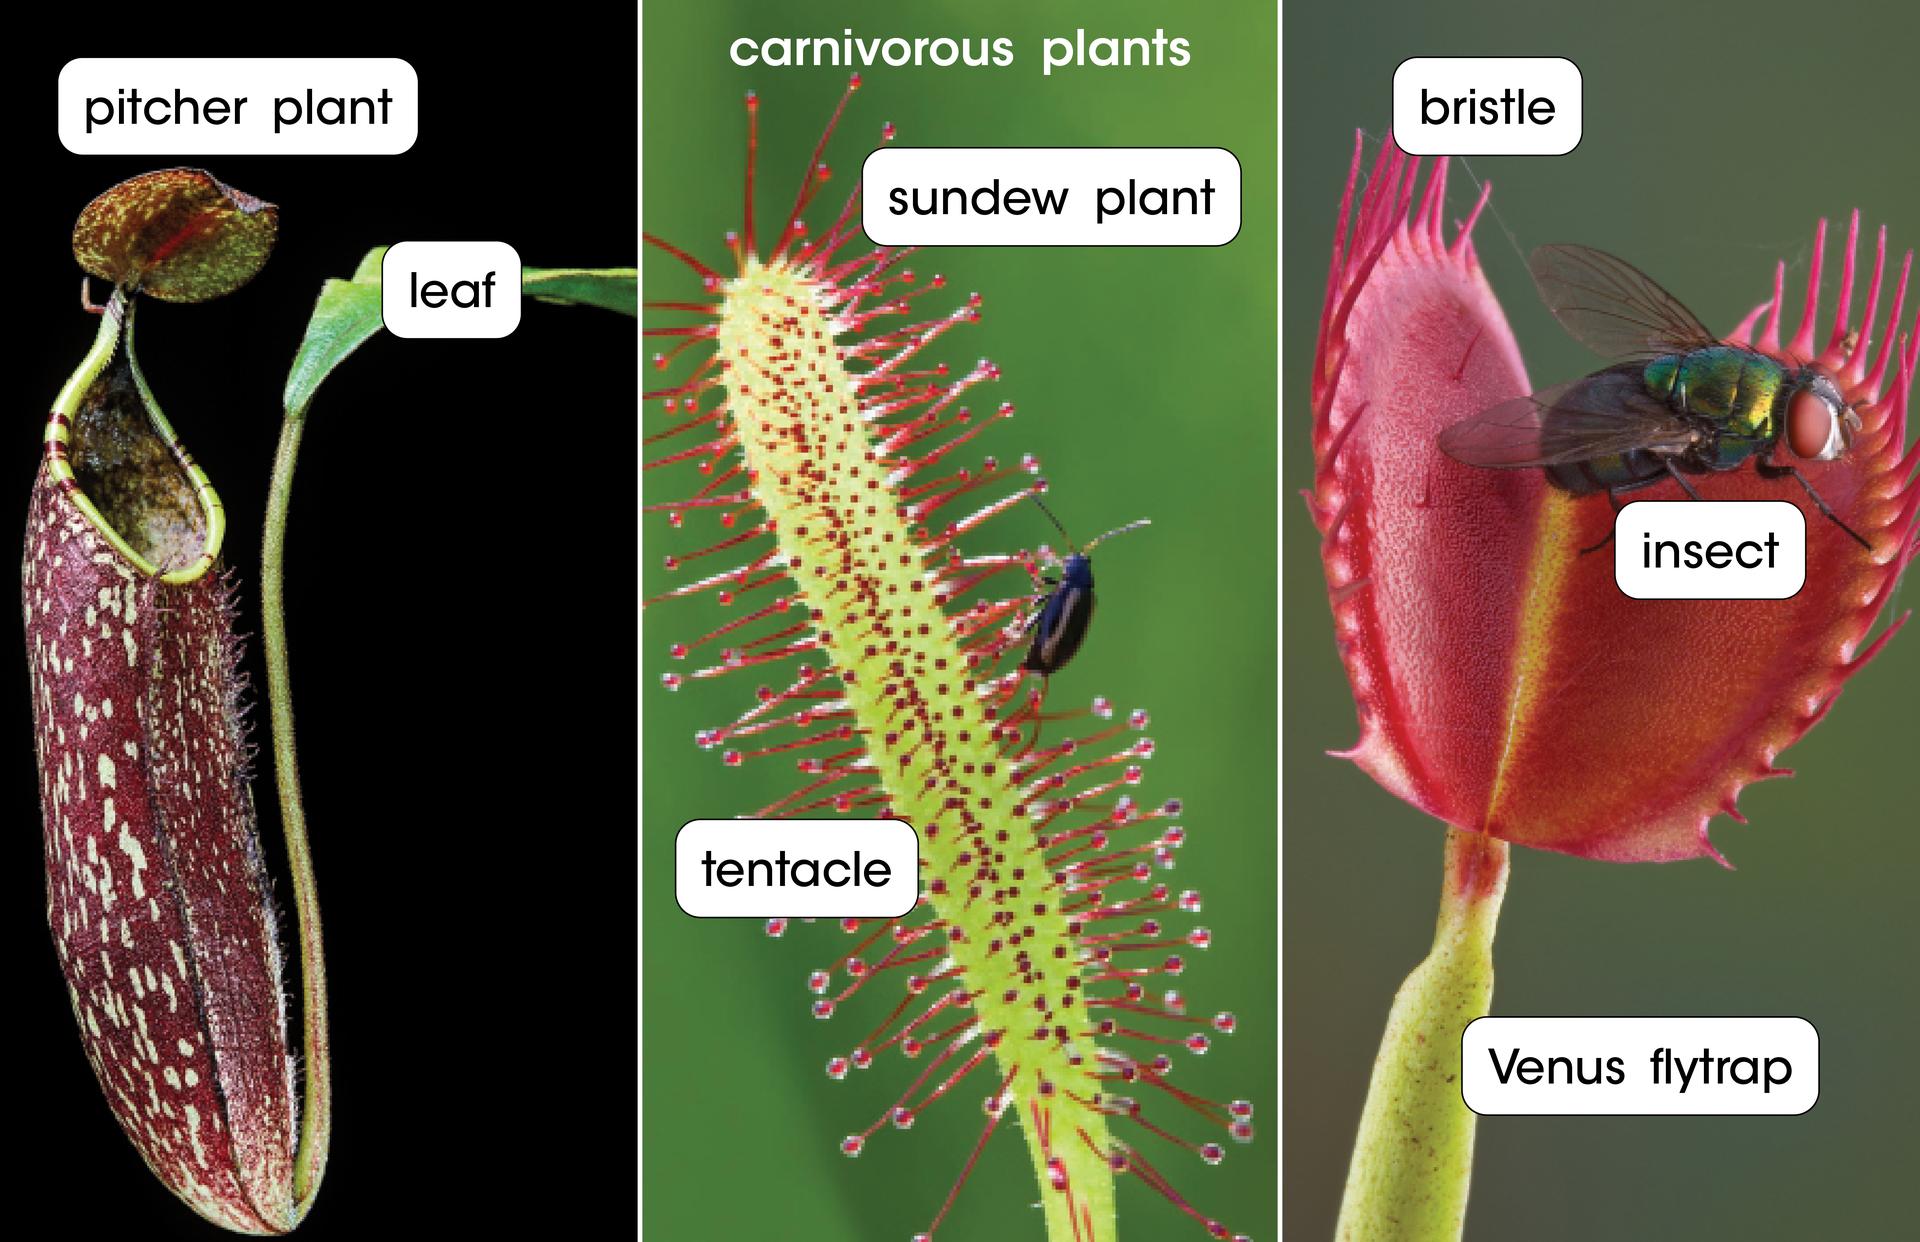 carnivorous plants
pitcher plant
leaf
sundew plant
tentacle
bristle
insect
Venus flytrap